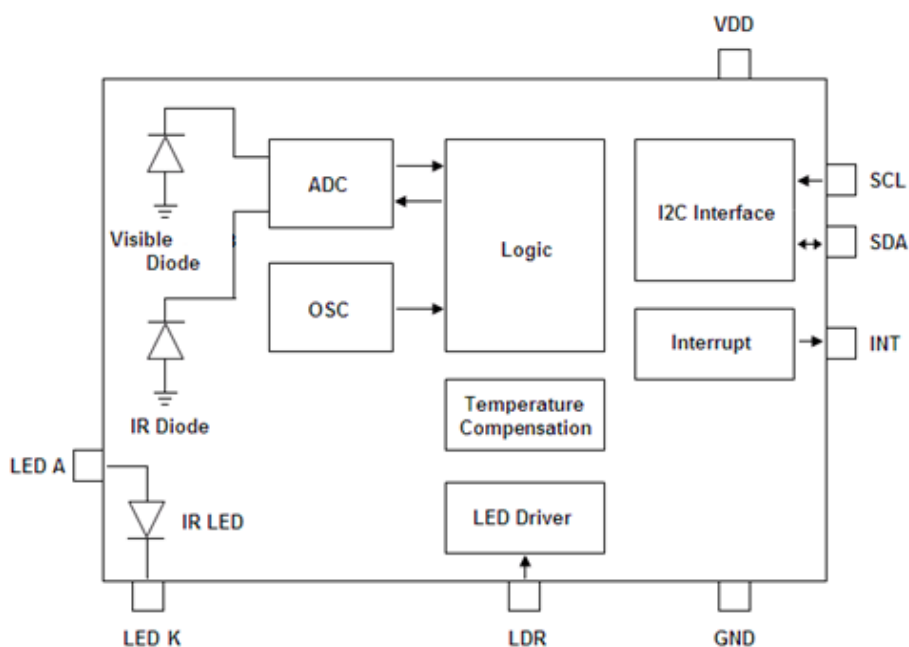 VDD
ADC
Logic
I2C Interface
SCL
SDA
Visible
Diode
OSC
Interrupt
INT
IR Diode
Temperature
Compensation
LED A
IR LED
LED Driver
LED K
LDR
GND